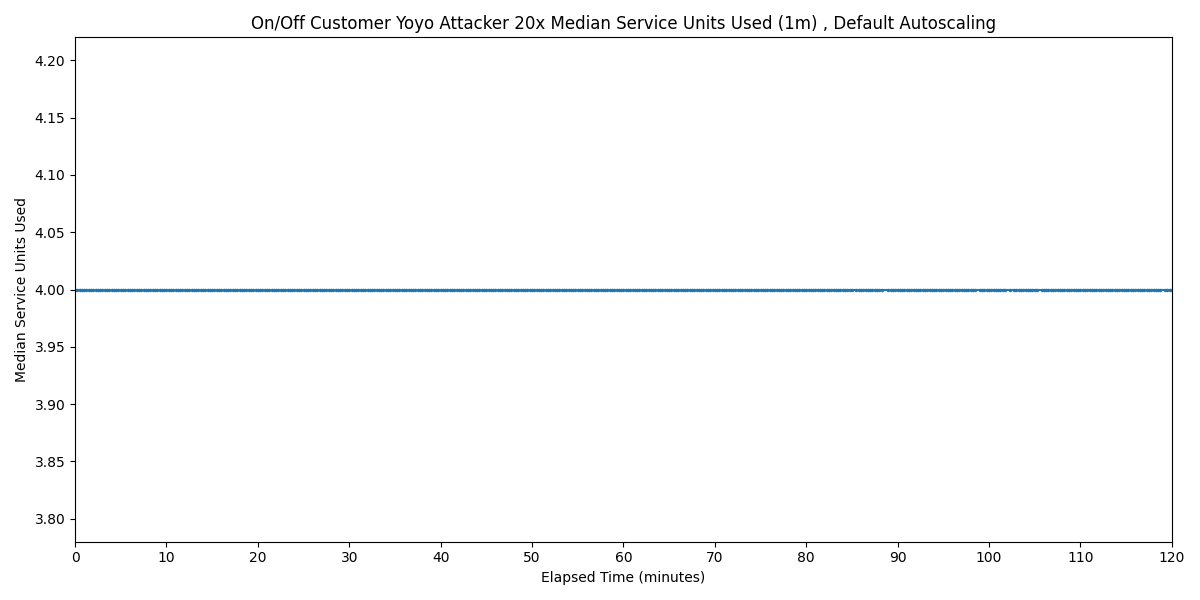 On/Off Customer Yoyo Attacker 20x Median Service Units Used (1m) , Default Autoscaling
4.20
4.15
4.10
4.05
4.00
3.95
3.90
3.85
3.80
Median Service Units Used
0 10 20 30 40 50 60 70 80 90 100 110 120
Elapsed Time (minutes)